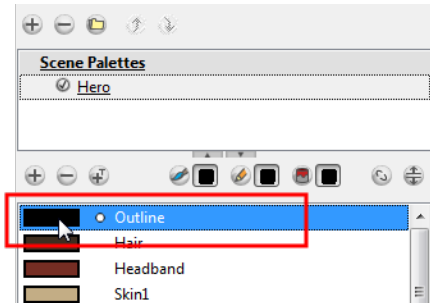 Scene Palettes
Hero
Outline
Hair
Headband
Skin1